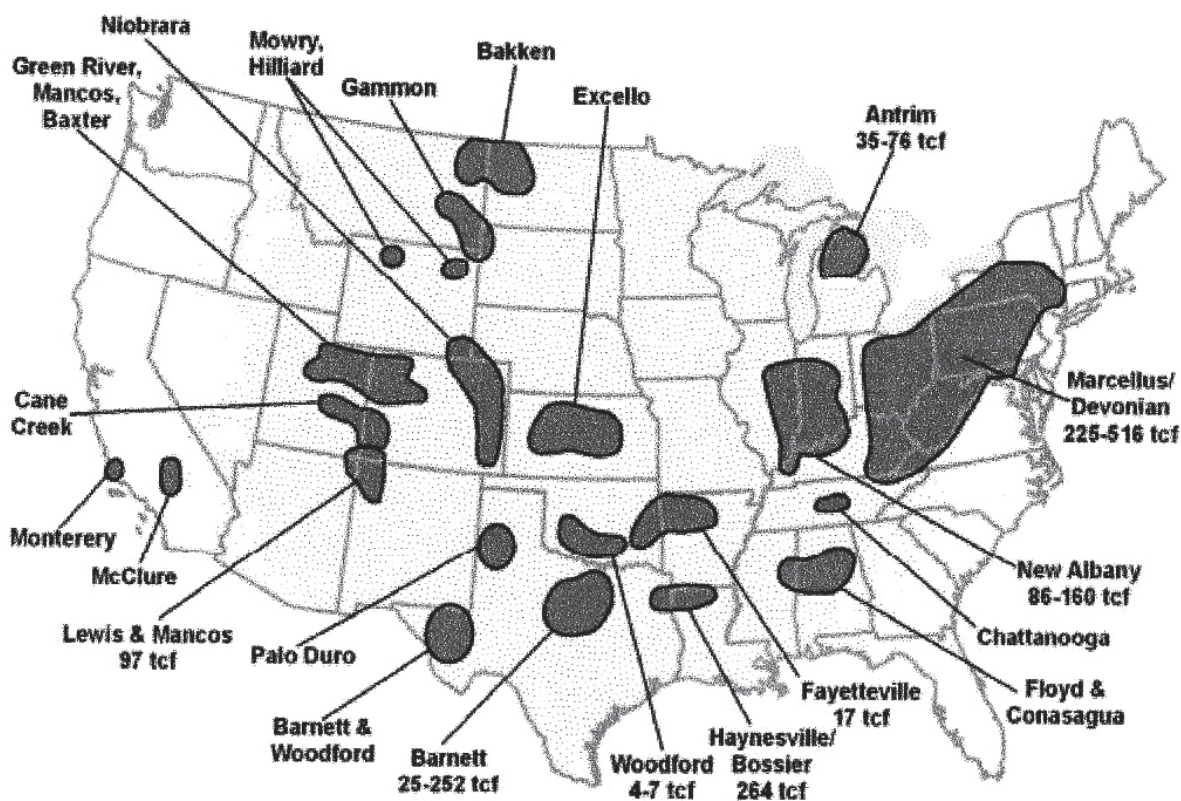 Niobrara
Mowry,
Hilliard
Bakken
Green River,
Mancos,
Baxter
Gammon
Excello
Antrim
35-76 tcf
Cane
Creek
Marcellus/
Devonian
225-516 tcf
Monterery
McClure
New Albany
86-160 tcf
Lewis & Mancos
97 tcf
Palo Duro
Chattanooga
Barnett &
Woodford
Barnett
25-252 tcf
Woodford
4-7 tcf
Haynesville/
Bossier
264 tcf
Fayetteville
17 tcf
Floyd &
Conasagua